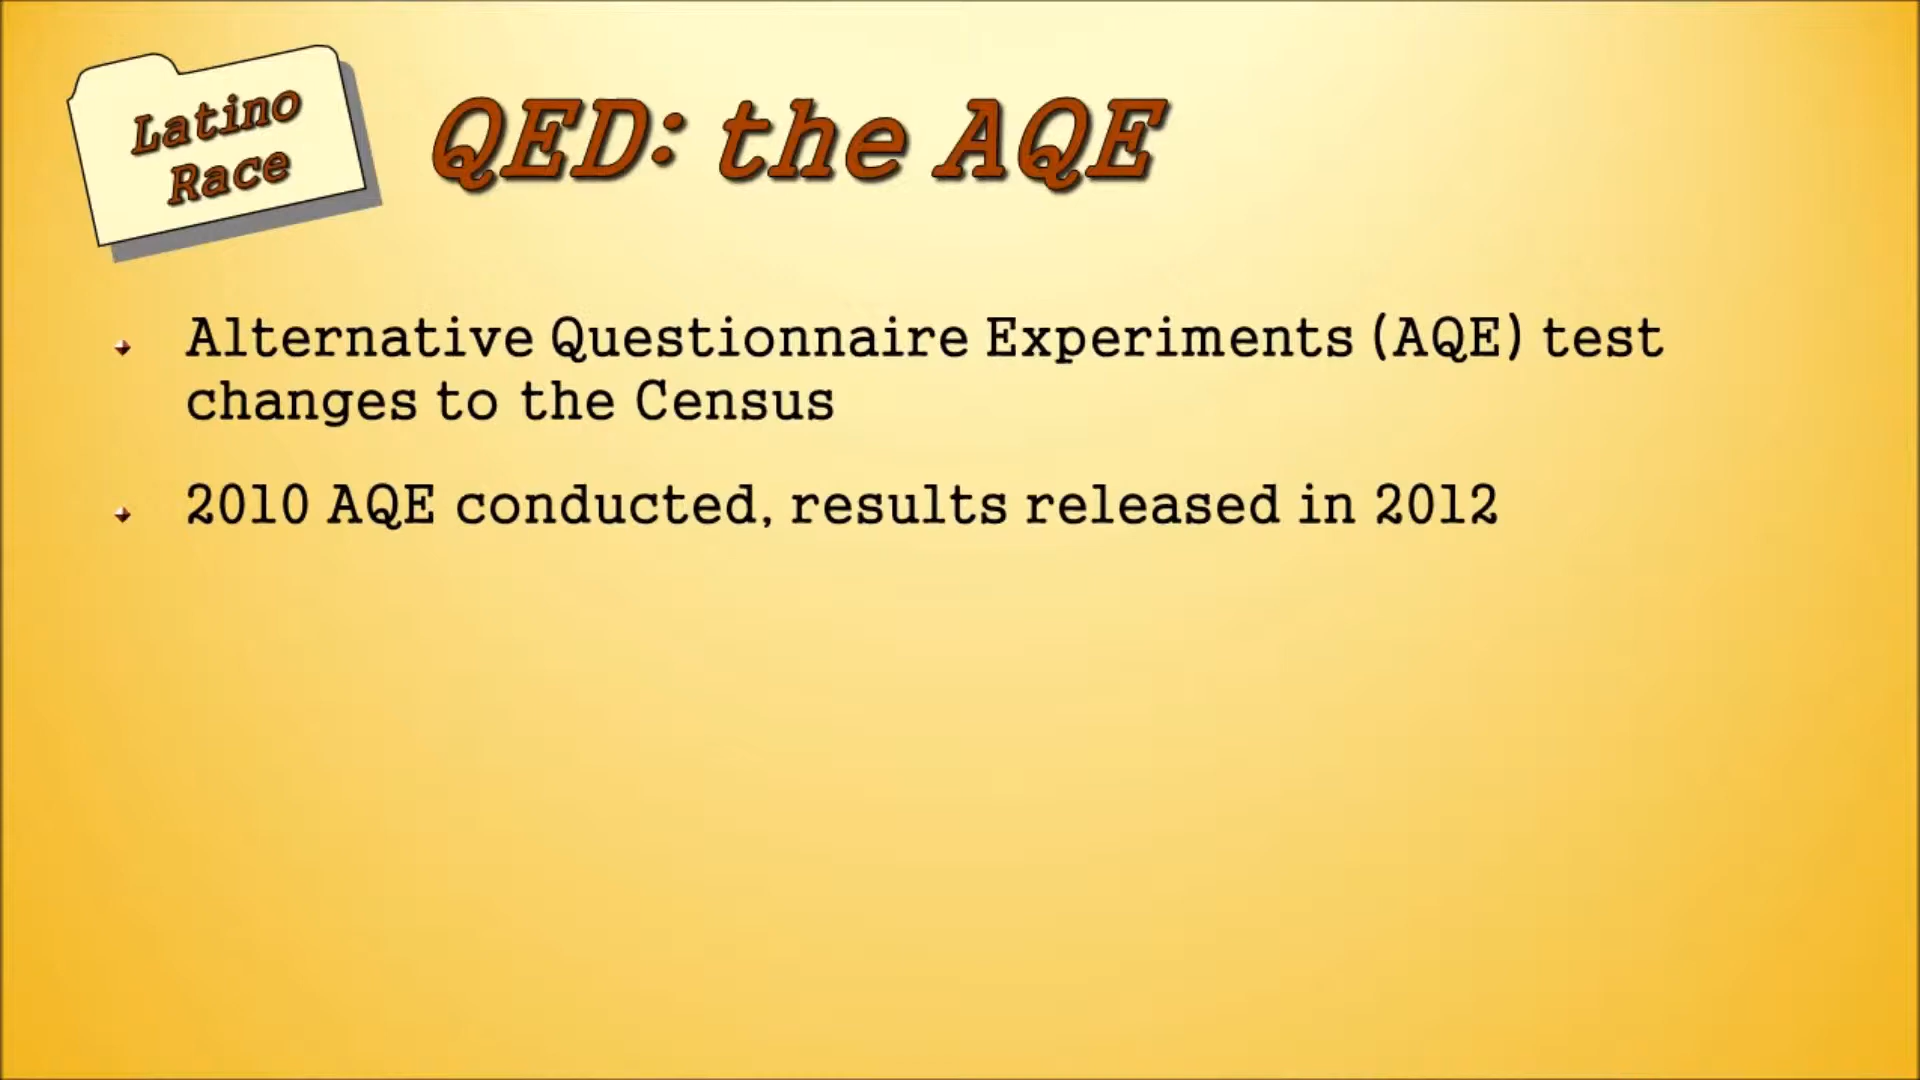 Latino
Race
QED: the AQE
Alternative Questionnaire Experiments (AQE) test
changes to the Census
2010 AQE conducted, results released in 2012